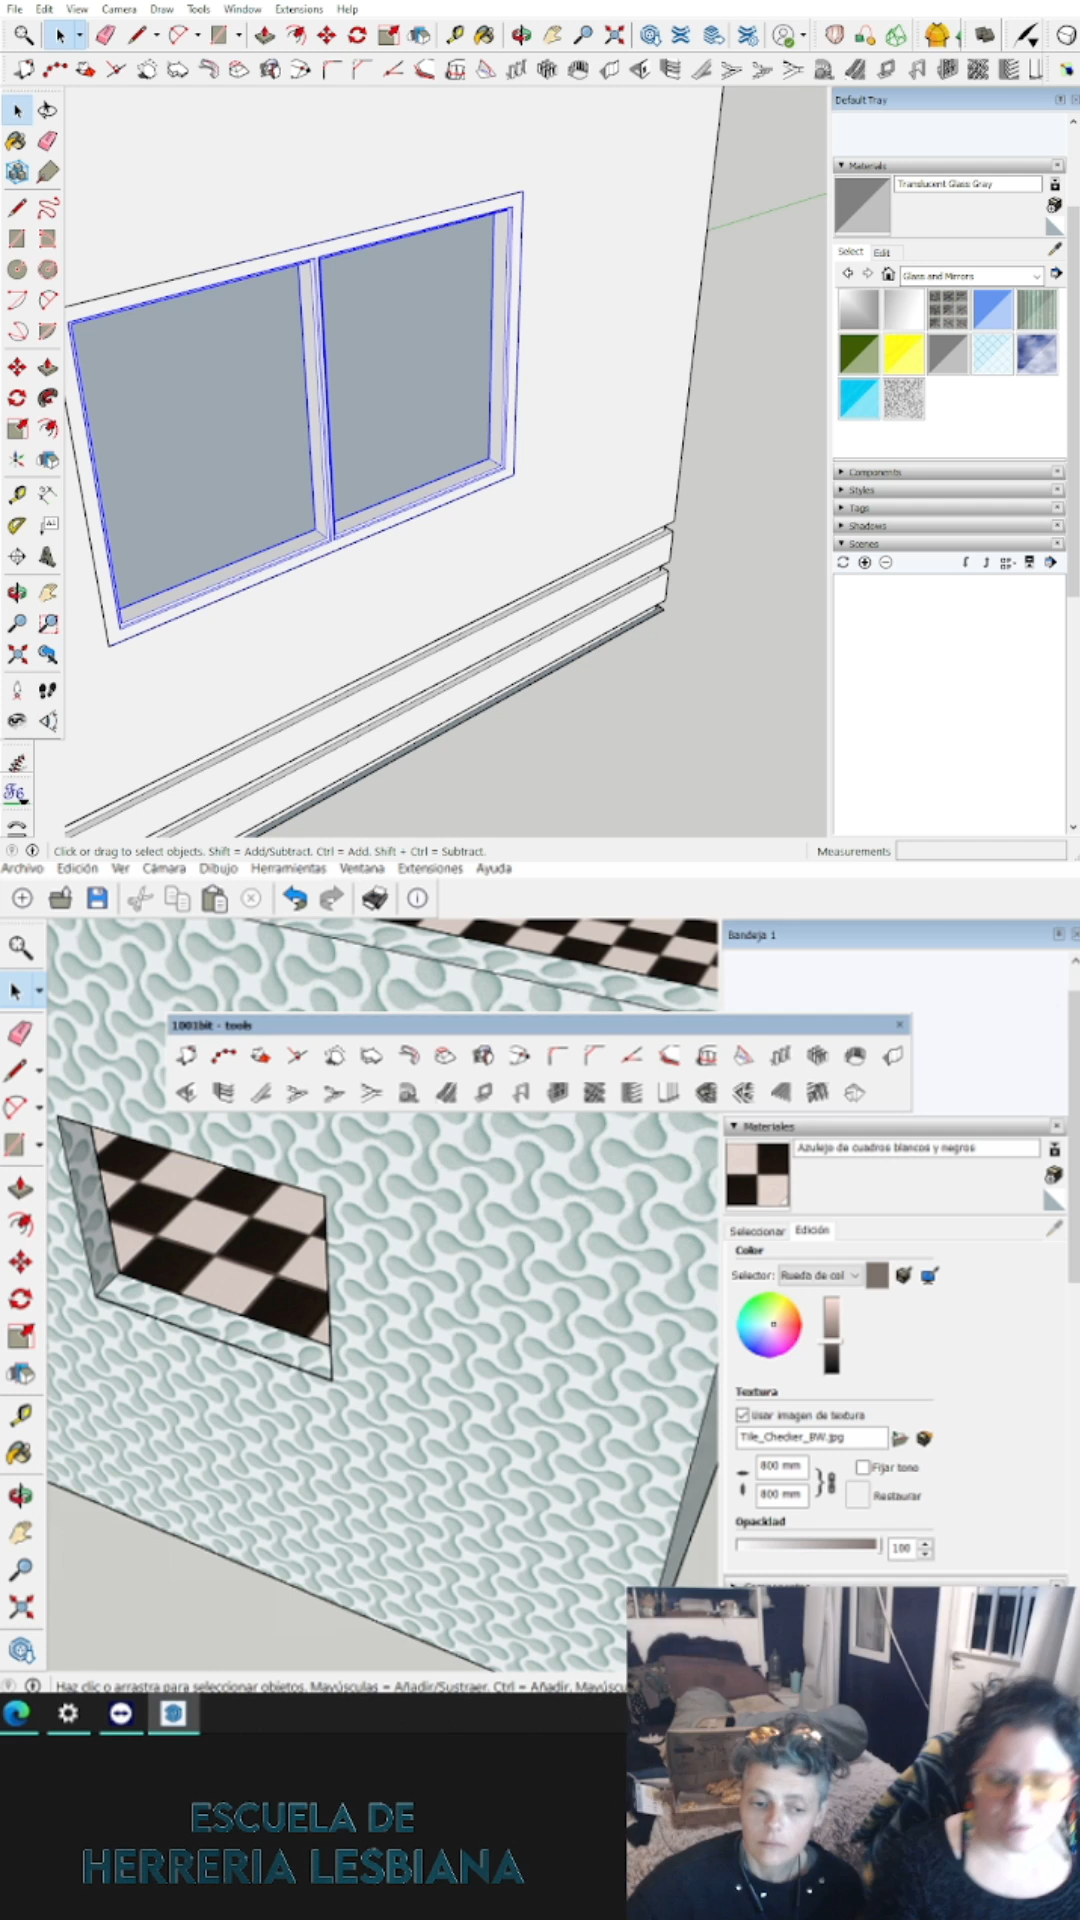 File Edit View Camera Draw Tools Window Extensions Help
Default Tray
Materials
Translucent Glass Gray
Select Edit
Glass and Mirrors
Components
Styles
Tags
Shadows
Scenes
Click or drag to select objects. Shift = Add/Subtract. Ctrl = Add. Shift + Ctrl = Subtract.
Measurements
Archivo Edición Ver Cámara Dibujo Herramientas Ventana Extensiones Ayuda
Bandeja 1
1001bit - tools
Materiales
Azulejo de cuadros blancos y negros
Seleccionar Edición
Color
Selector: Rueda de col
Textura
Usar imagen de textura
Tile_Checker_BW.jpg
800 mm
Fijar tono
800 mm
Restaurar
Opacidad
100
Haz clic o arrastra para seleccionar objetos. Mayúsculas = Añadir/Sustraer. Ctrl = Añadir. Mayúscu
ESCUELA DE
HERRERIA LESBIANA